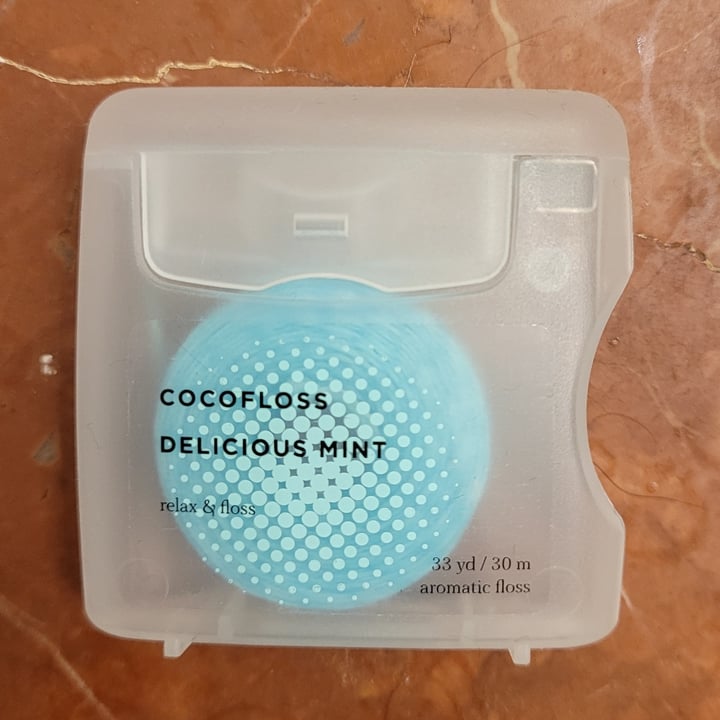 COCOFLOSS
DELICIOUS MINT
relax & floss
33 yd / 30 m
aromatic floss